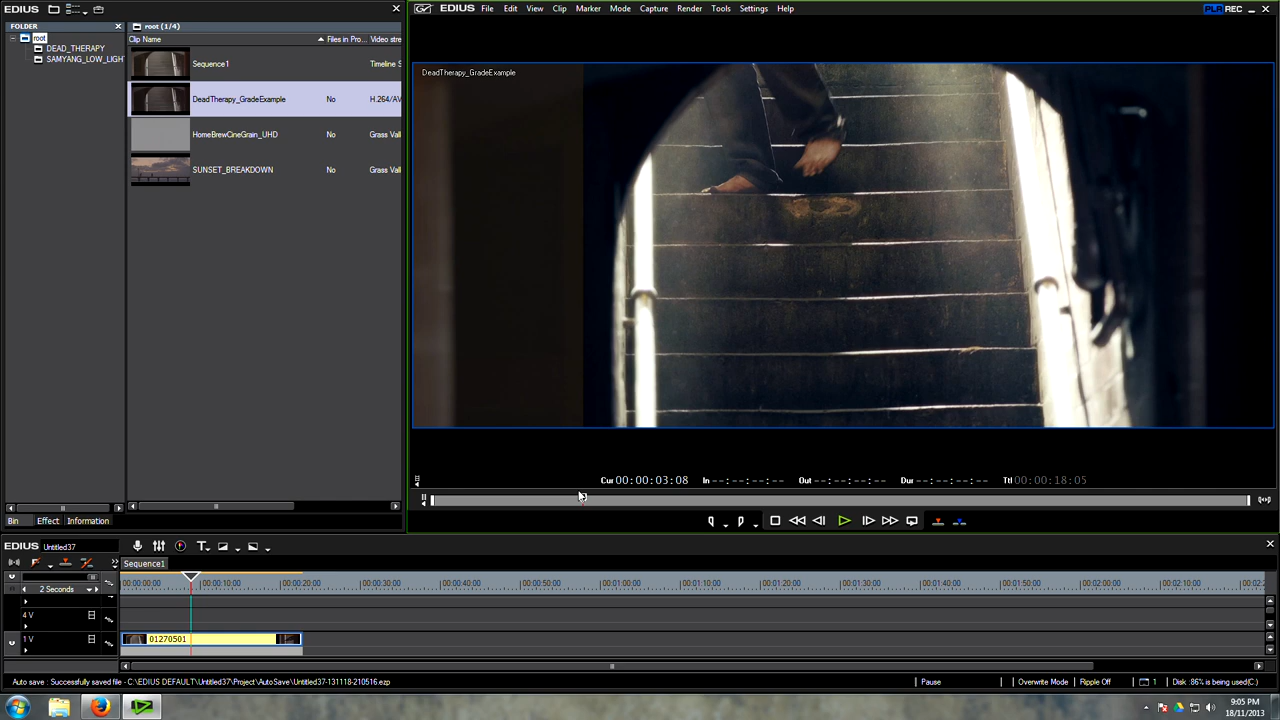 EDIUS
FOLDER
root
DEAD_THERAPY
SAMYANG_LOW_LIGH
root (1/4)
Clip Name Files in Pro... Video stre
Sequence1 Timeline S
DeadTherapy_GradeExample No H.264/AV
HomeBrewCineGrain_UHD No Grass Vall
SUNSET_BREAKDOWN No Grass Vall
Bin Effect Information
EDIUS File Edit View Clip Marker Mode Capture Render Tools Settings Help PLR REC
DeadTherapy_GradeExample
Cur 00:00:03:08 In --:--:--:-- Out --:--:--:-- Dur --:--:--:-- Ttl 00:00:18:05
EDIUS Untitled37
Sequence1
2 Seconds 00:00:00:00 00:00:10:00 00:00:20:00 00:00:30:00 00:00:40:00 00:00:50:00 00:01:00:00 00:01:10:00 00:01:20:00 00:01:30:00 00:01:40:00 00:01:50:00 00:02:00:00 00:02:10:00 00:02:2
4 V
1 V 01270501
Auto save : Successfully saved file - C:\EDIUS DEFAULT\Untitled37\Project\AutoSave\Untitled37-131118-210516.ezp Pause Overwrite Mode Ripple Off 1 Disk :86% is being used(C:)
9:05 PM
18/11/2013